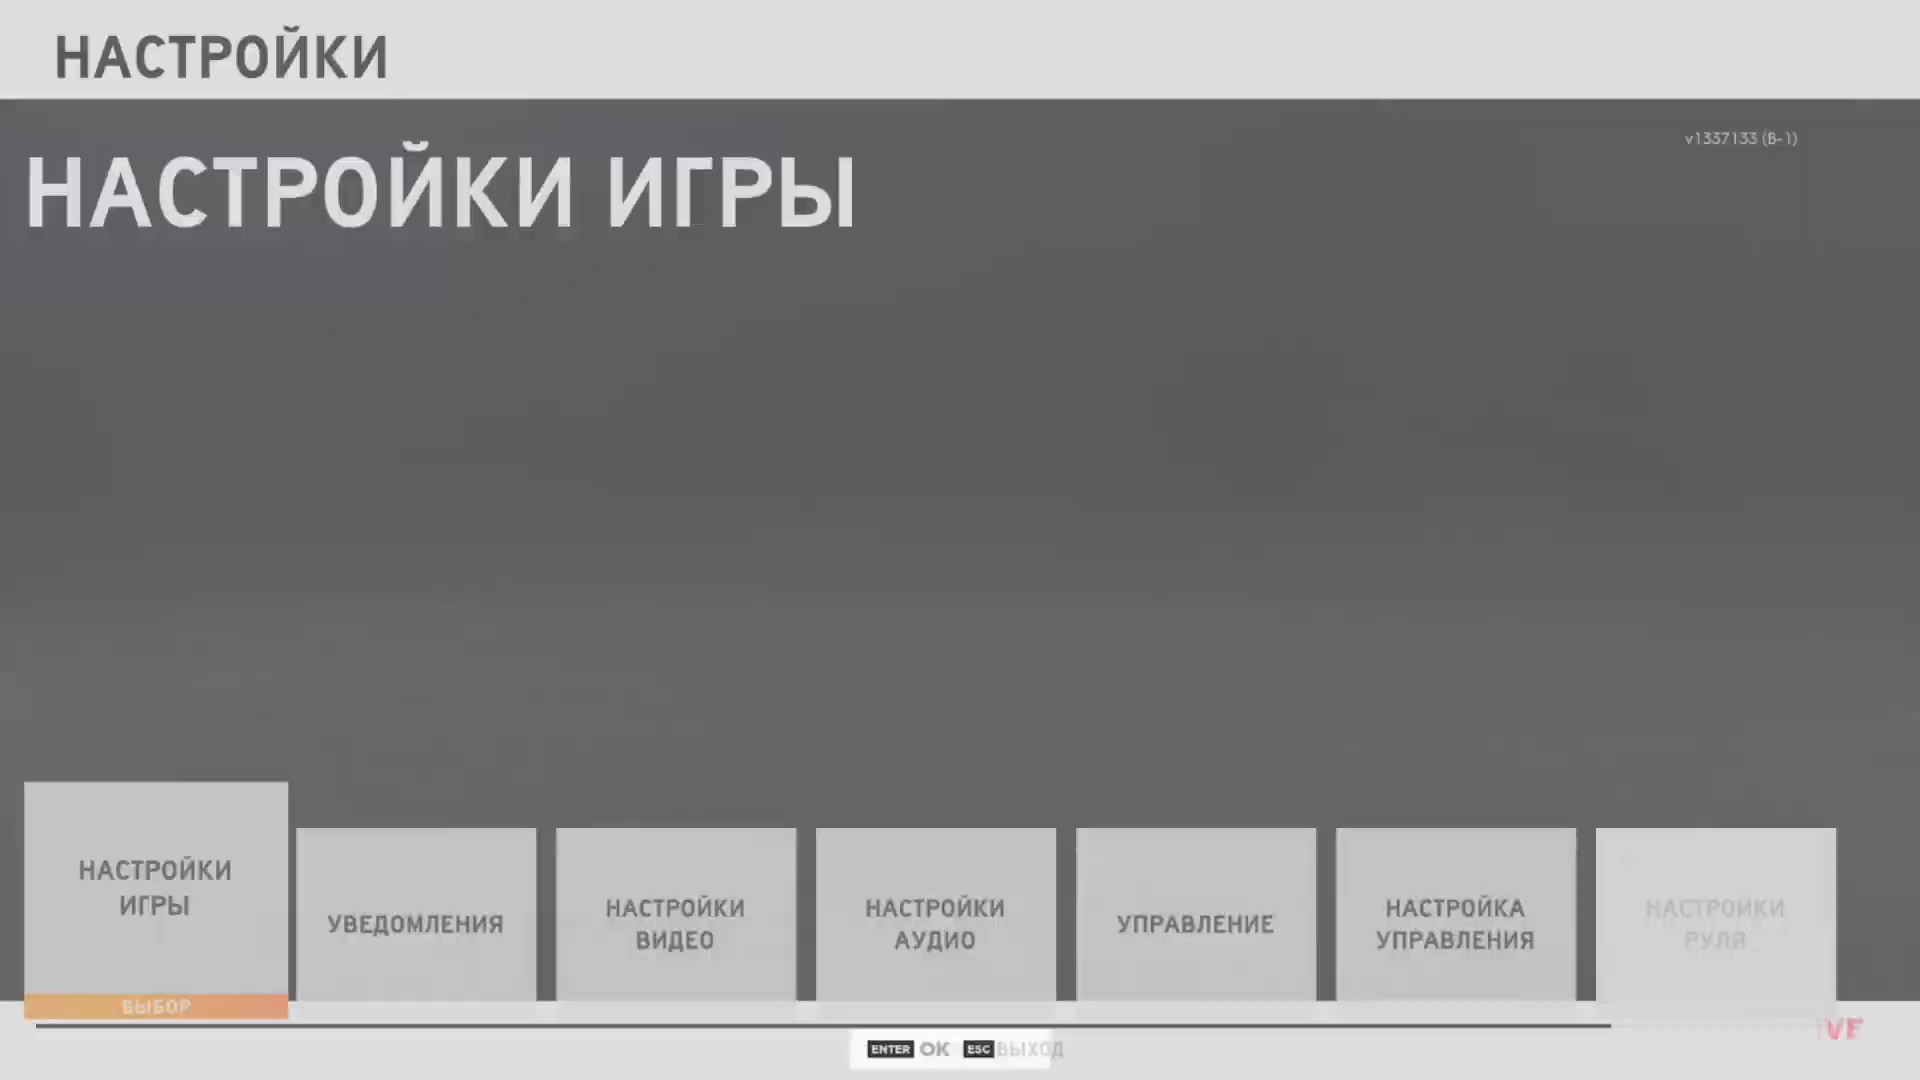 НАСТРОЙКИ
v1337133 (B-1)
НАСТРОЙКИ ИГРЫ
НАСТРОЙКИ
ИГРЫ
ВЫБОР
УВЕДОМЛЕНИЯ
НАСТРОЙКИ
ВИДЕО
НАСТРОЙКИ
АУДИО
УПРАВЛЕНИЕ
НАСТРОЙКА
УПРАВЛЕНИЯ
НАСТРОЙКИ
РУЛЯ
ENTER OK ESC ВЫХОД